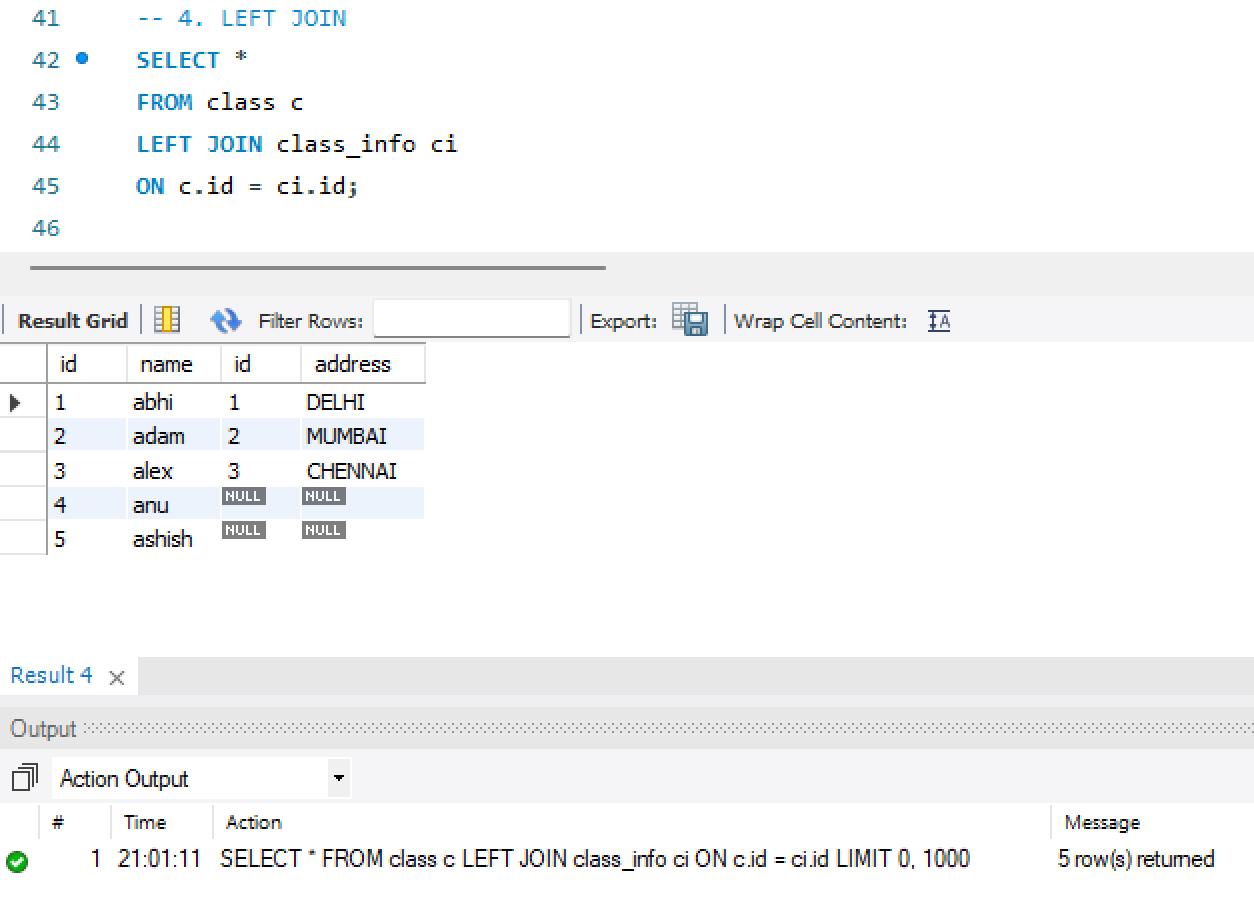 41 -- 4. LEFT JOIN
42 SELECT *
43 FROM class c
44 LEFT JOIN class_info ci
45 ON c.id = ci.id;
46
Result Grid Filter Rows: Export: Wrap Cell Content: IA
id name id address
1 abhi 1 DELHI
2 adam 2 MUMBAI
3 alex 3 CHENNAI
4 anu NULL NULL
5 ashish NULL NULL
Result 4
Output
Action Output
# Time Action Message
1 21:01:11 SELECT * FROM class c LEFT JOIN class_info ci ON c.id = ci.id LIMIT 0, 1000 5 row(s) returned